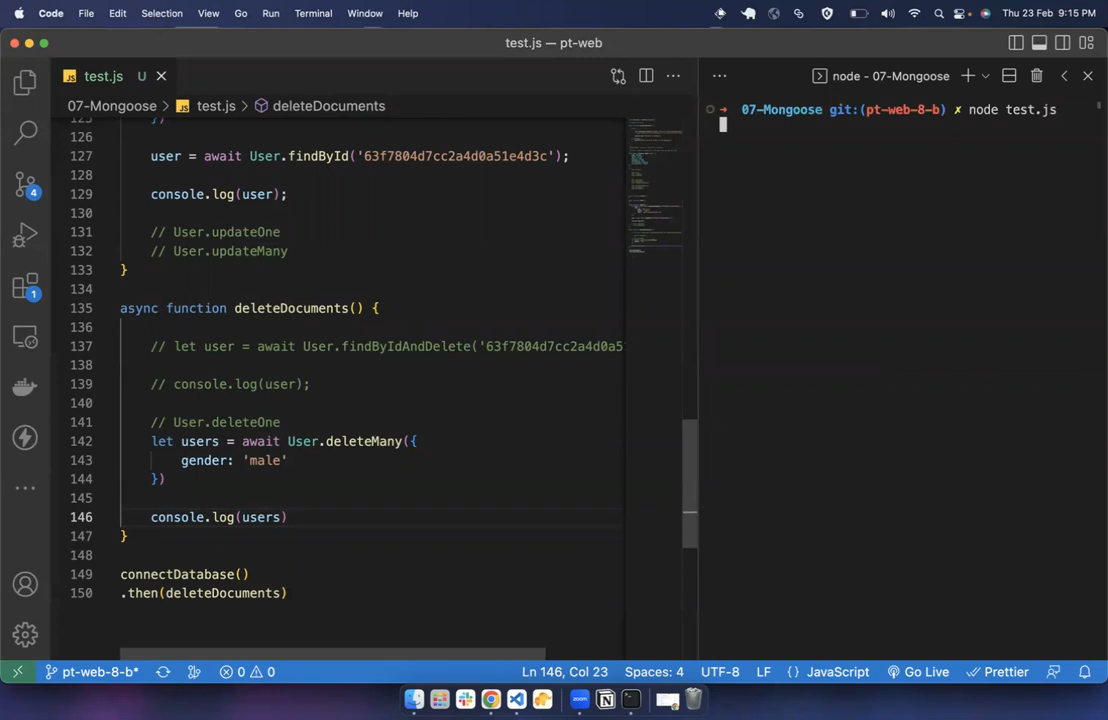 Code File Edit Selection View Go Run Terminal Window Help Thu 23 Feb 9:15 PM
test.js — pt-web
test.js U
node - 07-Mongoose
07-Mongoose > test.js > deleteDocuments
07-Mongoose git:(pt-web-8-b) ✗ node test.js
125 })
126
127 user = await User.findById('63f7804d7cc2a4d0a51e4d3c');
128
129 console.log(user);
130
131 // User.updateOne
132 // User.updateMany
133 }
134
135 async function deleteDocuments() {
136
137 // let user = await User.findByIdAndDelete('63f7804d7cc2a4d0a5
138
139 // console.log(user);
140
141 // User.deleteOne
142 let users = await User.deleteMany({
143 gender: 'male'
144 })
145
146 console.log(users)
147 }
148
149 connectDatabase()
150 .then(deleteDocuments)
4
1
pt-web-8-b* 0 0 Ln 146, Col 23 Spaces: 4 UTF-8 LF {} JavaScript Go Live Prettier
zoom